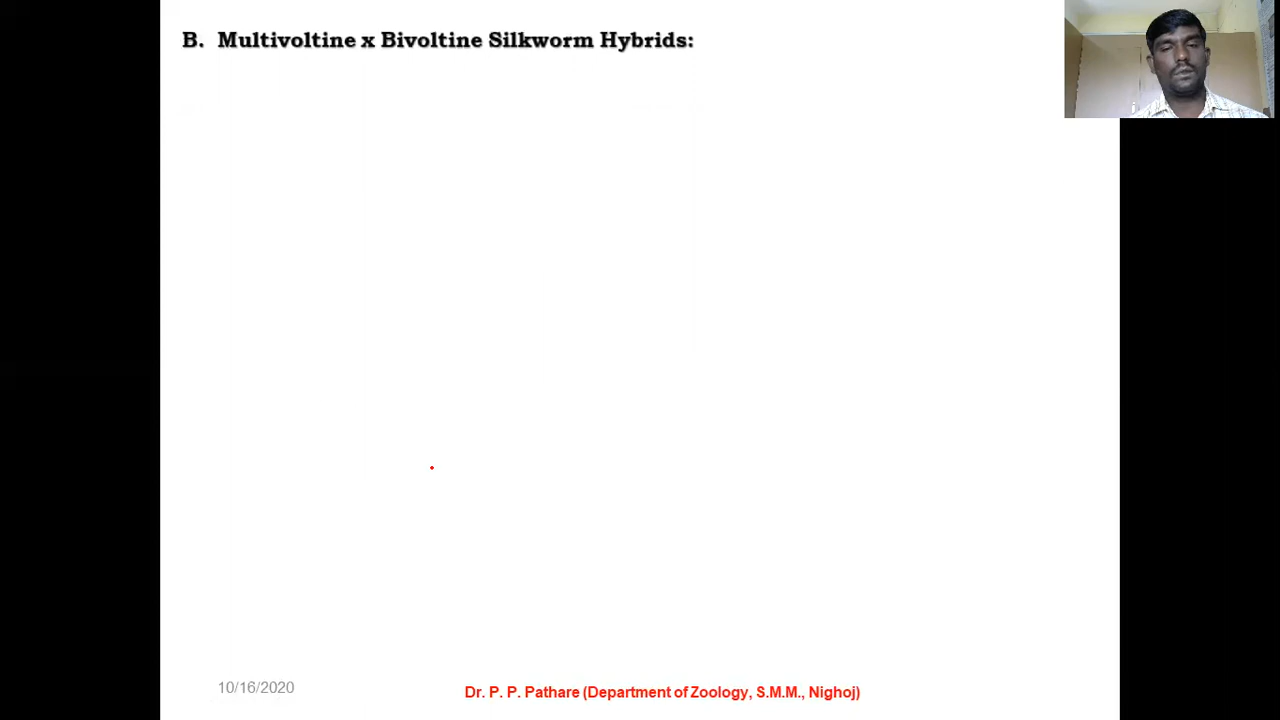 B. Multivoltine x Bivoltine Silkworm Hybrids:
10/16/2020
Dr. P. P. Pathare (Department of Zoology, S.M.M., Nighoj)